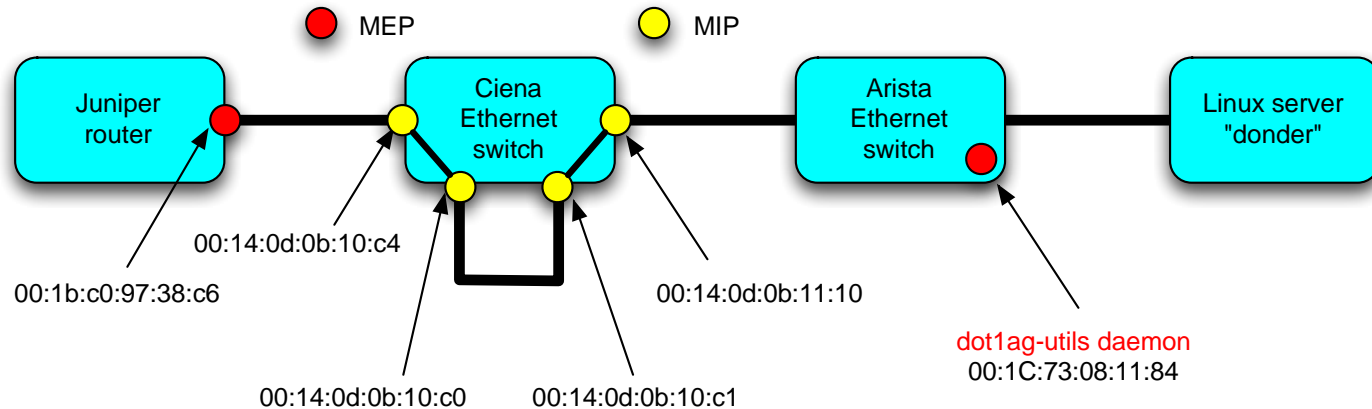 MEP
MIP
Juniper
router
Ciena
Ethernet
switch
Arista
Ethernet
switch
Linux server
"donder"
00:14:0d:0b:10:c4
00:1b:c0:97:38:c6
00:14:0d:0b:11:10
dot1ag-utils daemon
00:1C:73:08:11:84
00:14:0d:0b:10:c0
00:14:0d:0b:10:c1